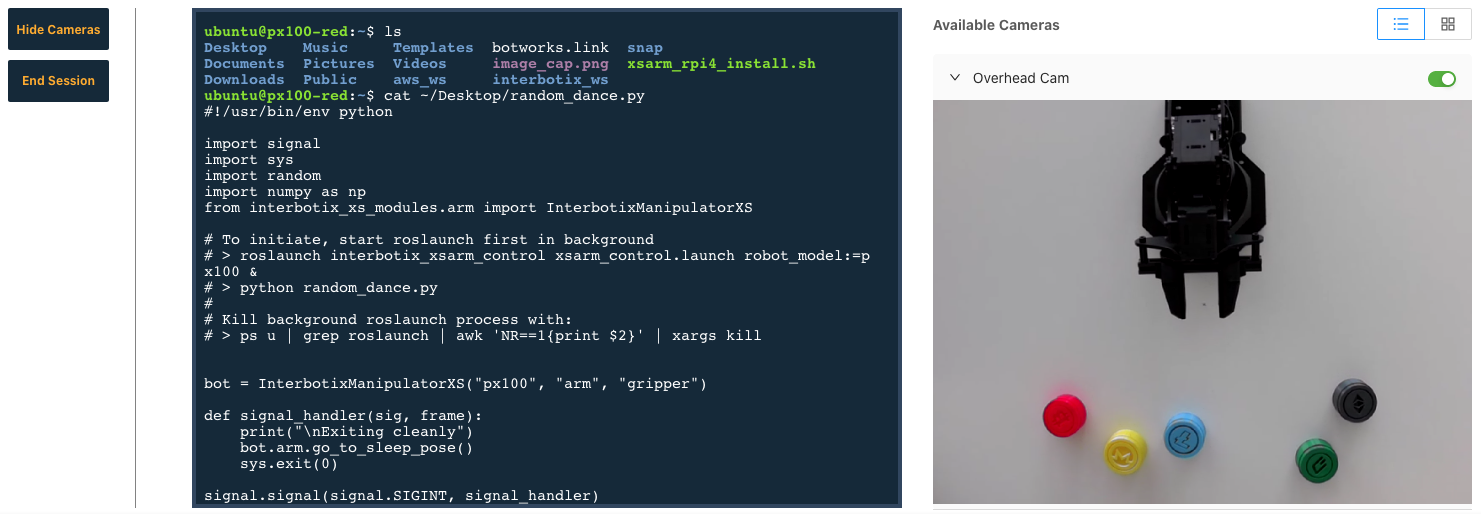 Hide Cameras
End Session
ubuntu@px100-red:~$ ls
Desktop    Music     Templates  botworks.link  snap
Documents  Pictures  Videos     image_cap.png  xsarm_rpi4_install.sh
Downloads  Public    aws_ws     interbotix_ws
ubuntu@px100-red:~$ cat ~/Desktop/random_dance.py
#!/usr/bin/env python
import signal
import sys
import random
import numpy as np
from interbotix_xs_modules.arm import InterbotixManipulatorXS
# To initiate, start roslaunch first in background
# > roslaunch interbotix_xsarm_control xsarm_control.launch robot_model:=p
x100 &
# > python random_dance.py
#
# Kill background roslaunch process with:
# > ps u | grep roslaunch | awk 'NR==1{print $2}' | xargs kill
bot = InterbotixManipulatorXS("px100", "arm", "gripper")
def signal_handler(sig, frame):
    print("\nExiting cleanly")
    bot.arm.go_to_sleep_pose()
    sys.exit(0)
signal.signal(signal.SIGINT, signal_handler)
Available Cameras
Overhead Cam